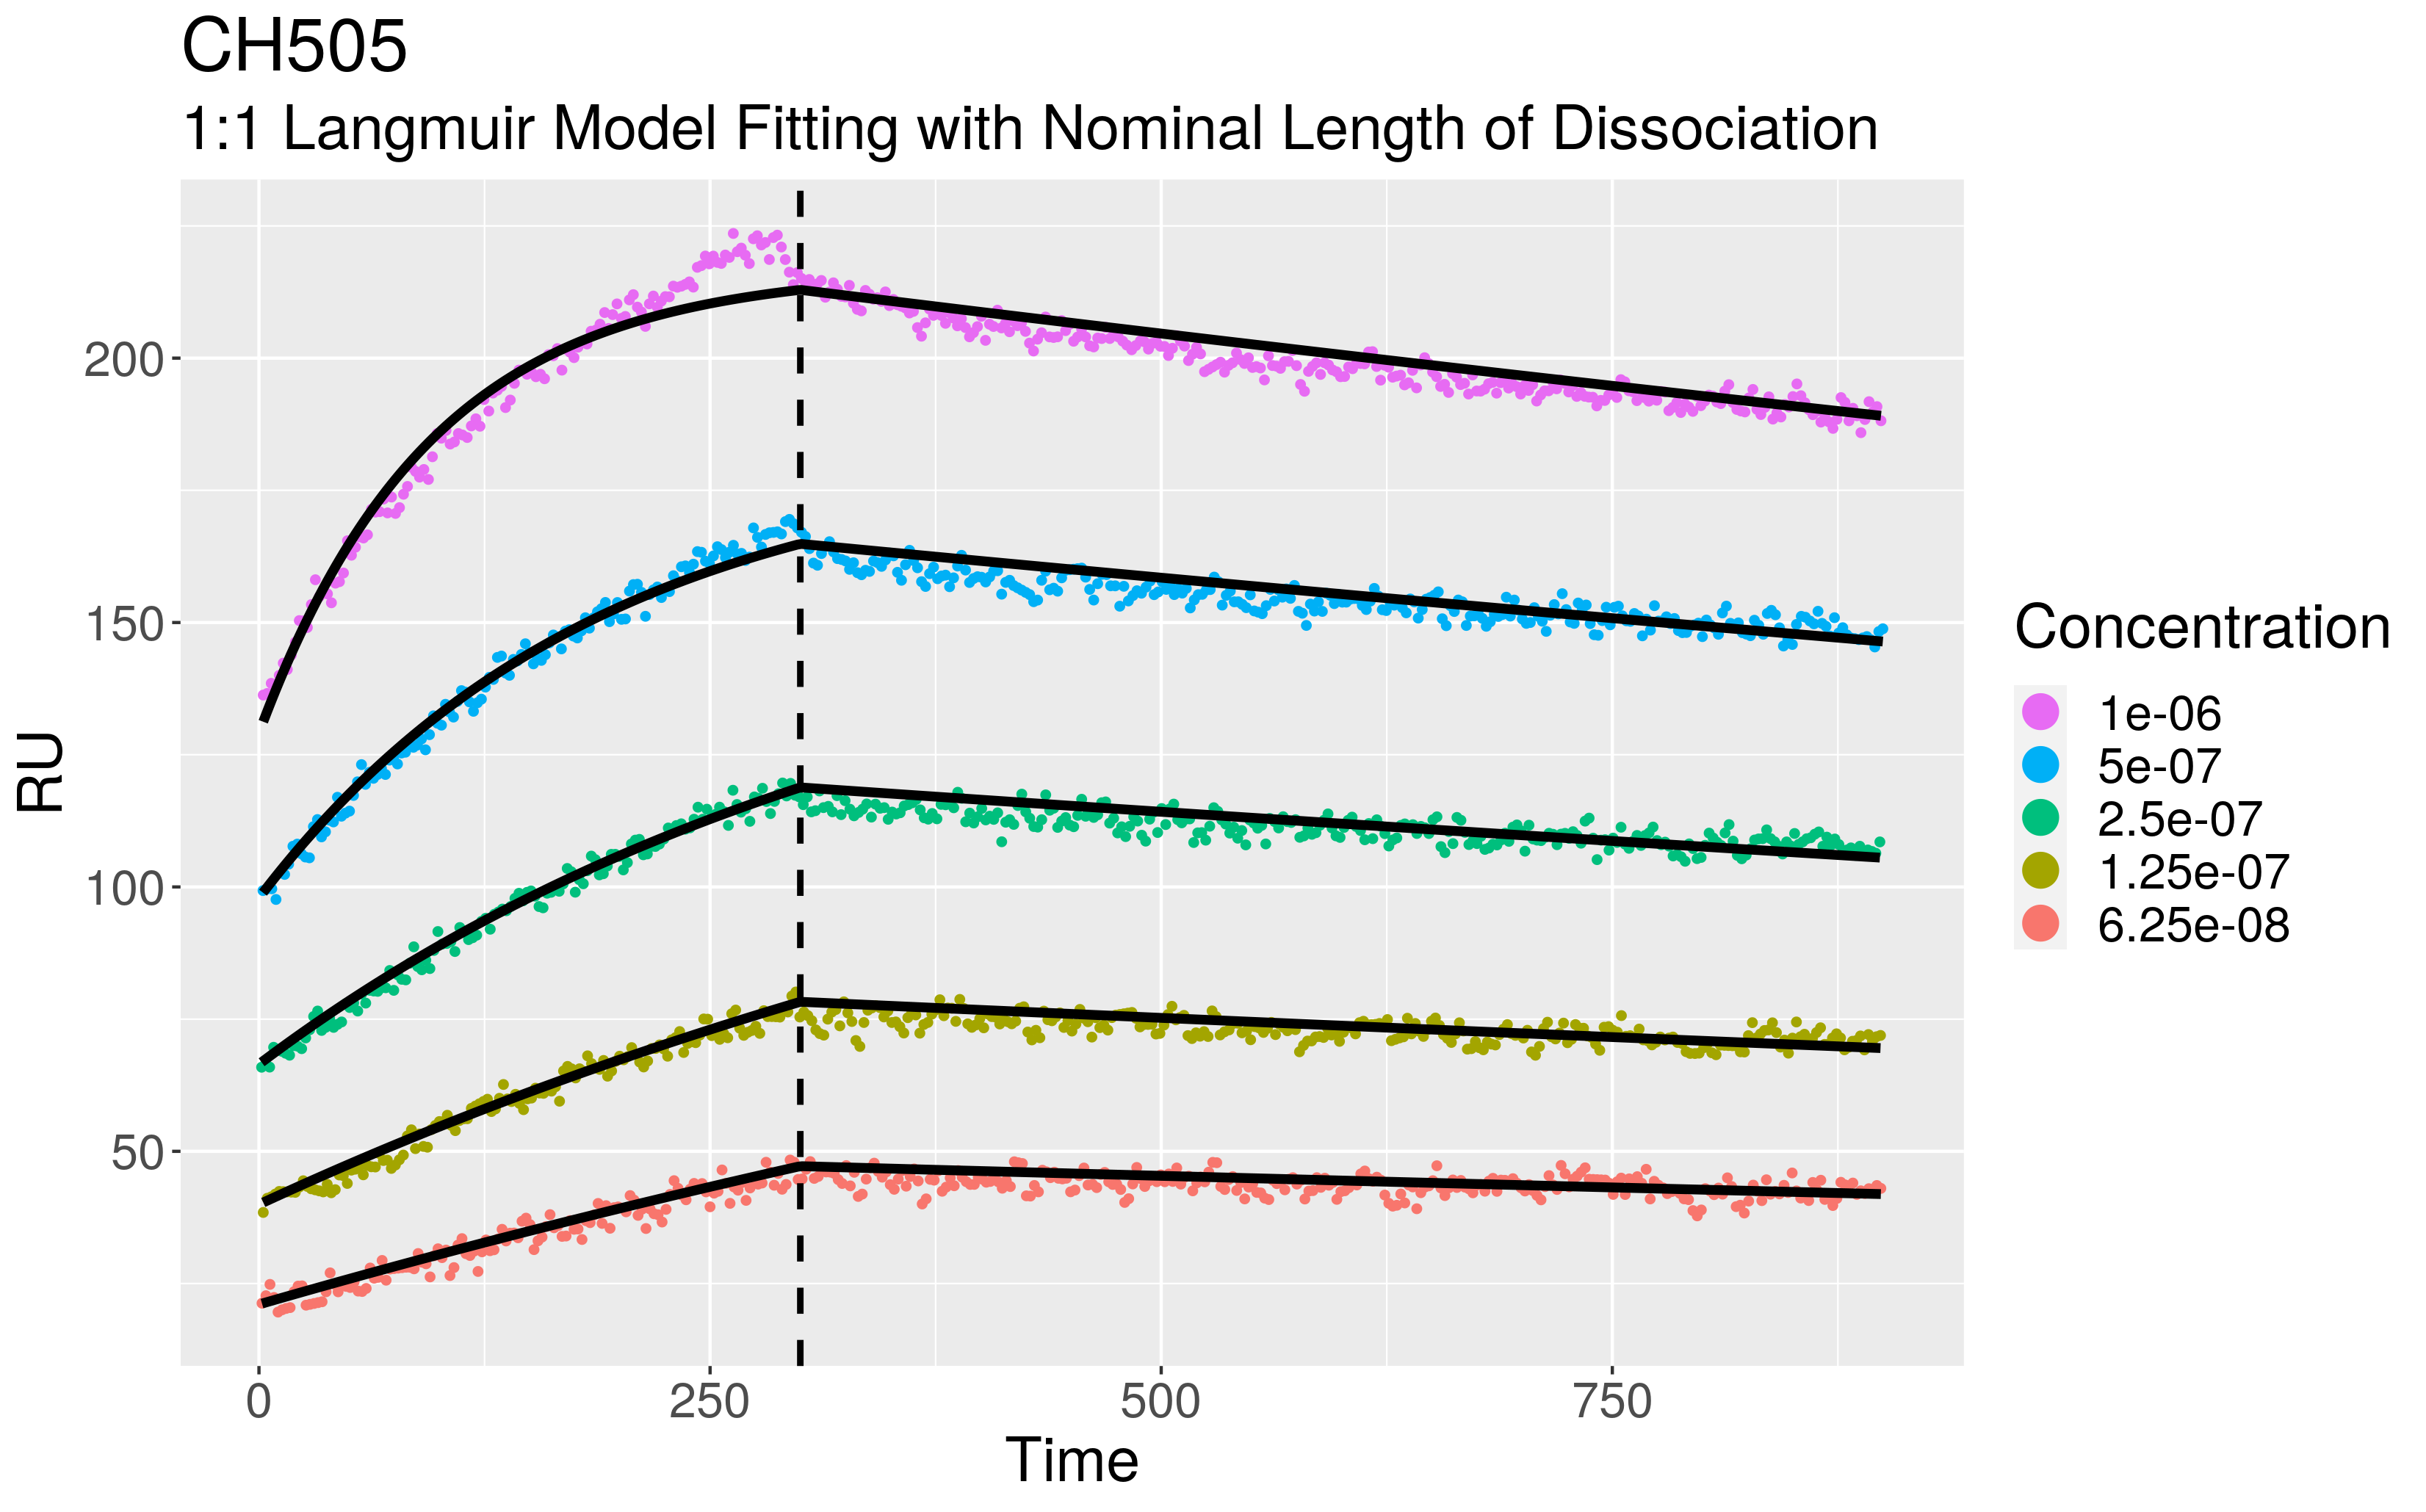 CH505
1:1 Langmuir Model Fitting with Nominal Length of Dissociation
RU
200
150
100
50
0 250 500 750
Time
Concentration
1e-06
5e-07
2.5e-07
1.25e-07
6.25e-08